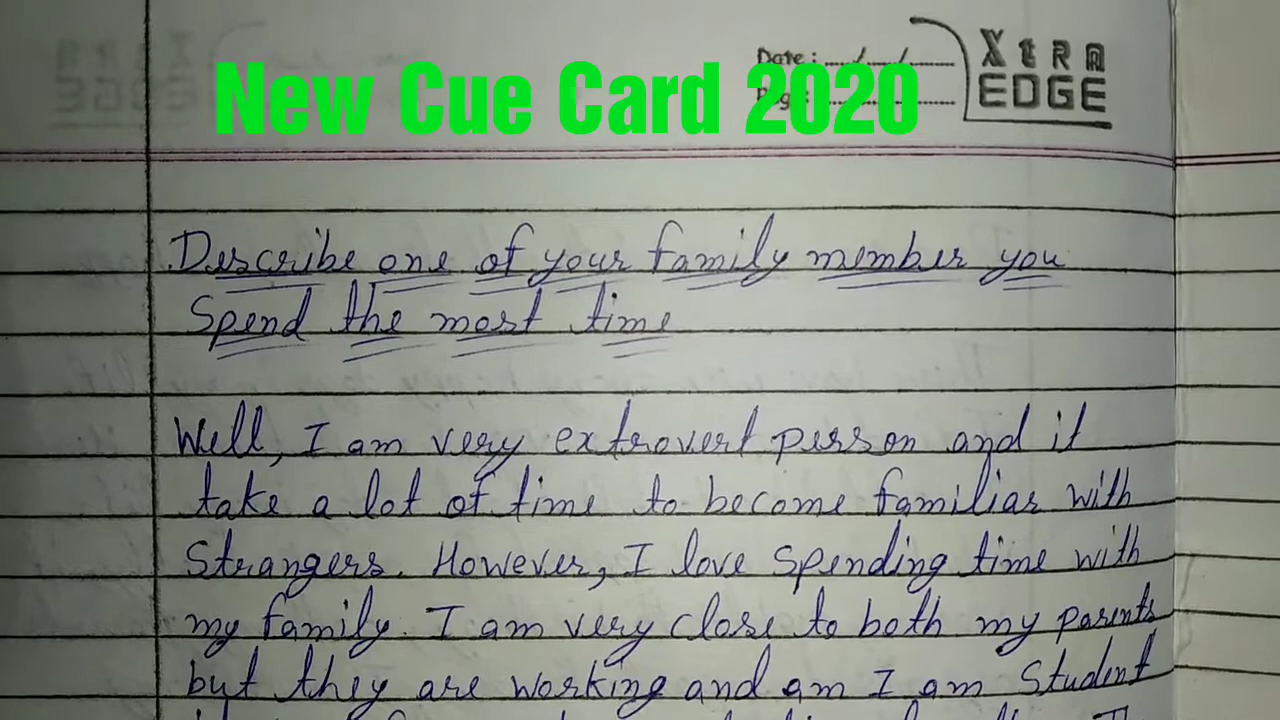 New Cue Card 2020
Date: ..../..../....
Page: ....
XtRA
EDGE
Describe one of your family member you
Spend the most time
Well, I am very extrovert person and it
take a lot of time to become familiar with
Strangers. However, I love spending time with
my family. I am very close to both my parents
but they are working and am I am Student